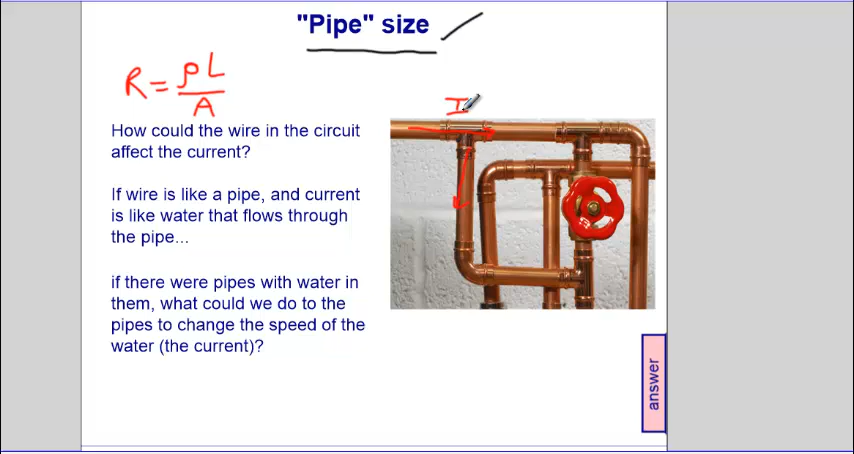 "Pipe" size
R = ρL
A
I
How could the wire in the circuit
affect the current?
If wire is like a pipe, and current
is like water that flows through
the pipe...
if there were pipes with water in
them, what could we do to the
pipes to change the speed of the
water (the current)?
answer